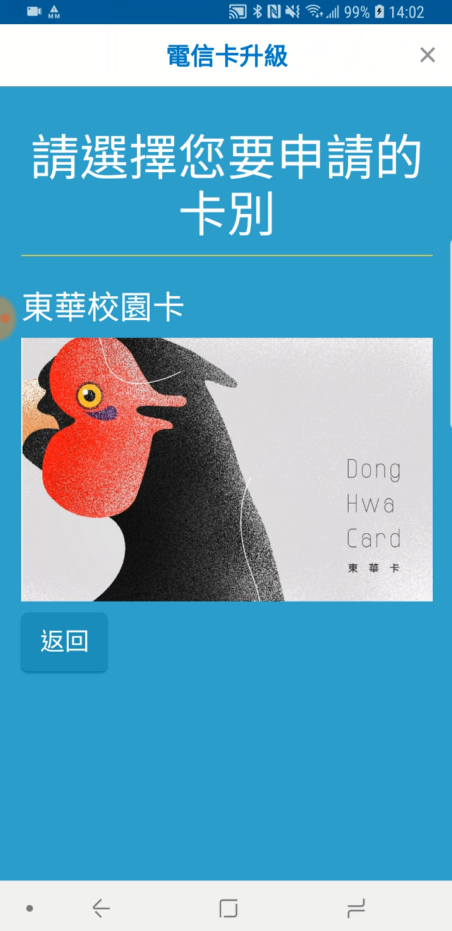 99% 14:02
電信卡升級
請選擇您要申請的
卡別
東華校園卡
Dong
Hwa
Card
東華卡
返回